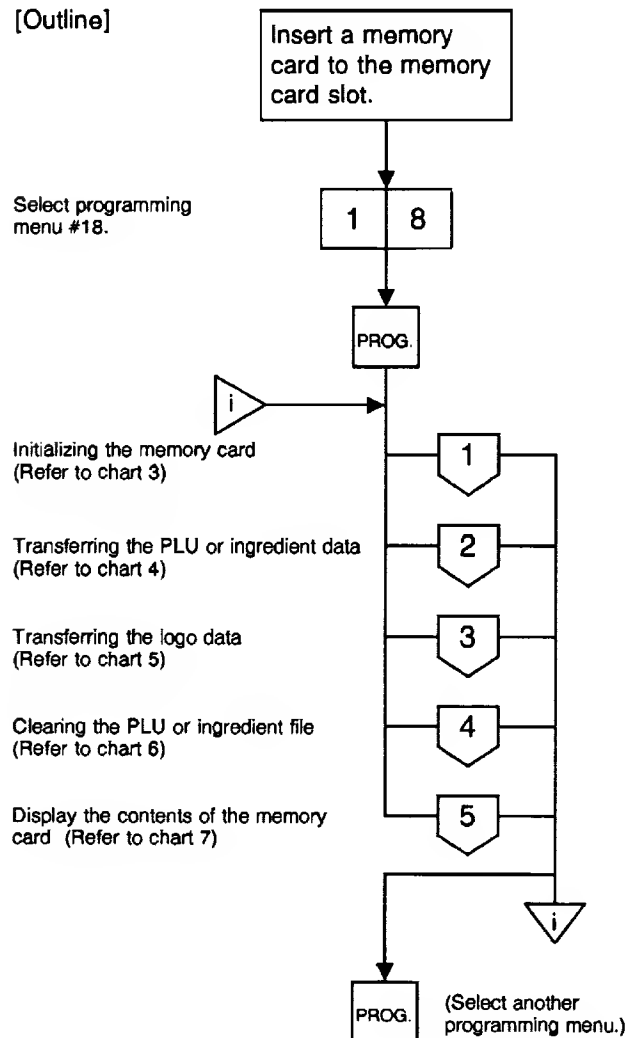 [Outline]
Insert a memory
card to the memory
card slot.
Select programming
menu #18.
1 8
PROG.
i
Initializing the memory card
(Refer to chart 3)
1
Transferring the PLU or ingredient data
(Refer to chart 4)
2
Transferring the logo data
(Refer to chart 5)
3
Clearing the PLU or ingredient file
(Refer to chart 6)
4
Display the contents of the memory
card (Refer to chart 7)
5
i
PROG.
(Select another
programming menu.)